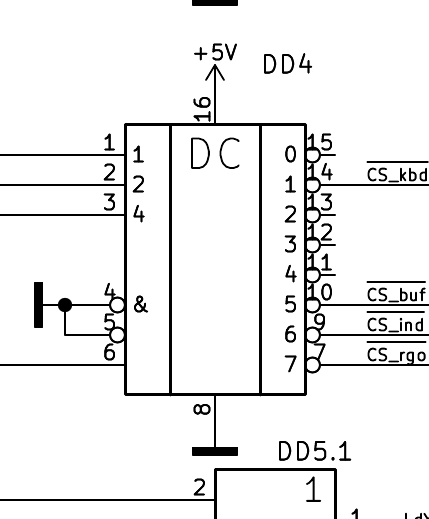 +5V
DD4
16
DC
1 1 0 15
2 2 1 14 CS_kbd
3 4 2 13
3 12
4 11
4 & 5 10 CS_buf
5 6 9 CS_ind
6 7 7 CS_rgo
8
DD5.1
2 1
1